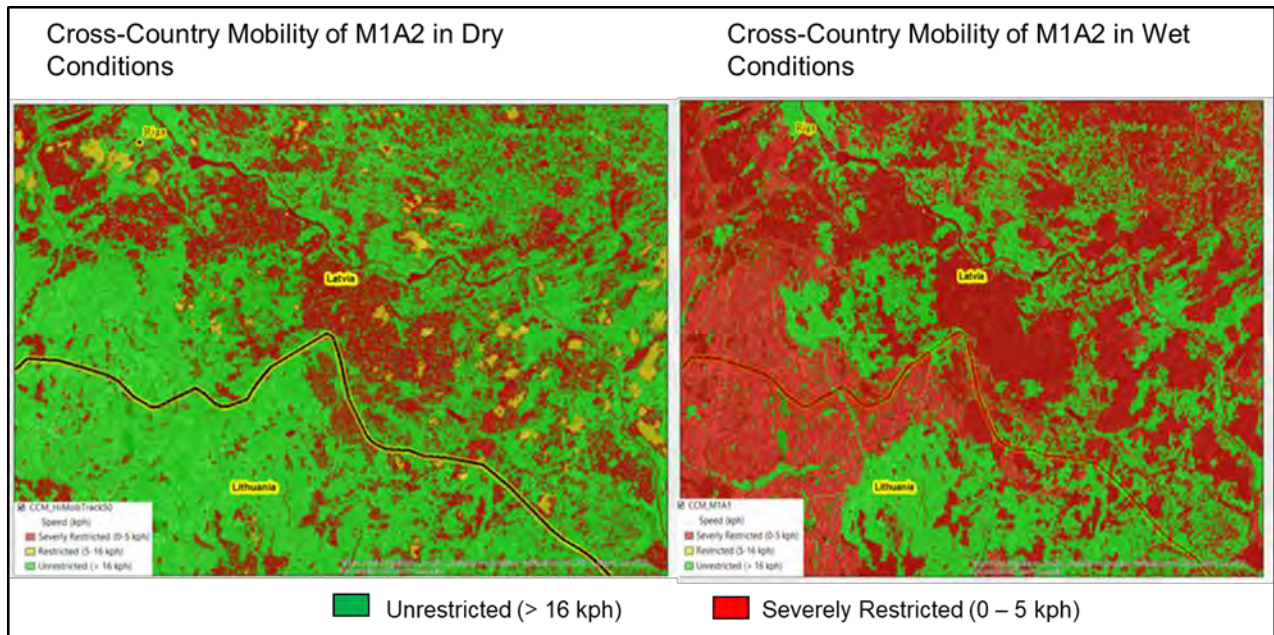 Cross-Country Mobility of M1A2 in Dry
Conditions
Cross-Country Mobility of M1A2 in Wet
Conditions
Riga
Latvia
Lithuania
CCM_HiMobTrack50
Speed (kph)
Severly Restricted (0-5 kph)
Restricted (5-16 kph)
Unrestricted (> 16 kph)
Riga
Latvia
Lithuania
CCM_M1A1
Speed (kph)
Severly Restricted (0-5 kph)
Restricted (5-16 kph)
Unrestricted (> 16 kph)
Unrestricted (> 16 kph)
Severely Restricted (0 – 5 kph)